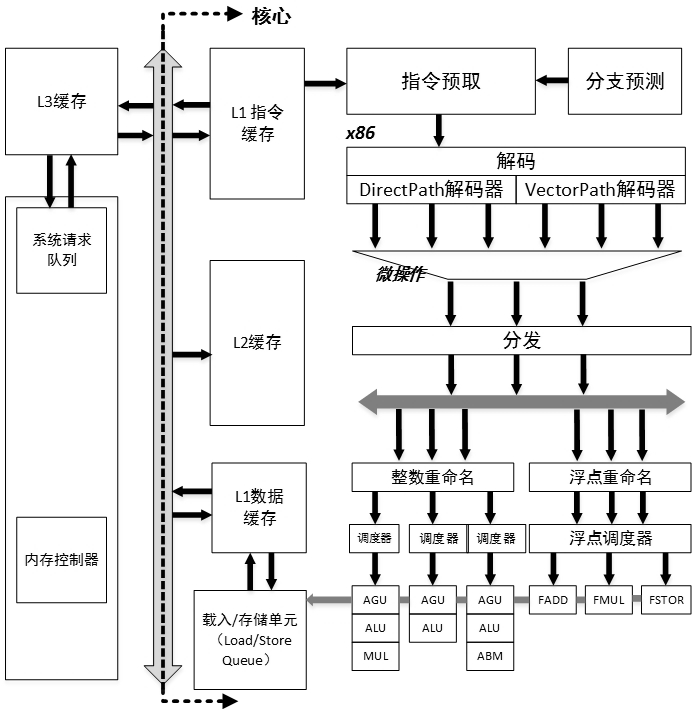 核心
L3缓存
L1 指令
缓存
指令预取
分支预测
x86
解码
DirectPath解码器
VectorPath解码器
系统请求
队列
微操作
L2缓存
分发
整数重命名
浮点重命名
L1数据
缓存
调度器
调度器
调度器
浮点调度器
内存控制器
载入/存储单元
（Load/Store
Queue）
AGU
AGU
AGU
FADD
FMUL
FSTOR
ALU
ALU
ALU
MUL
ABM